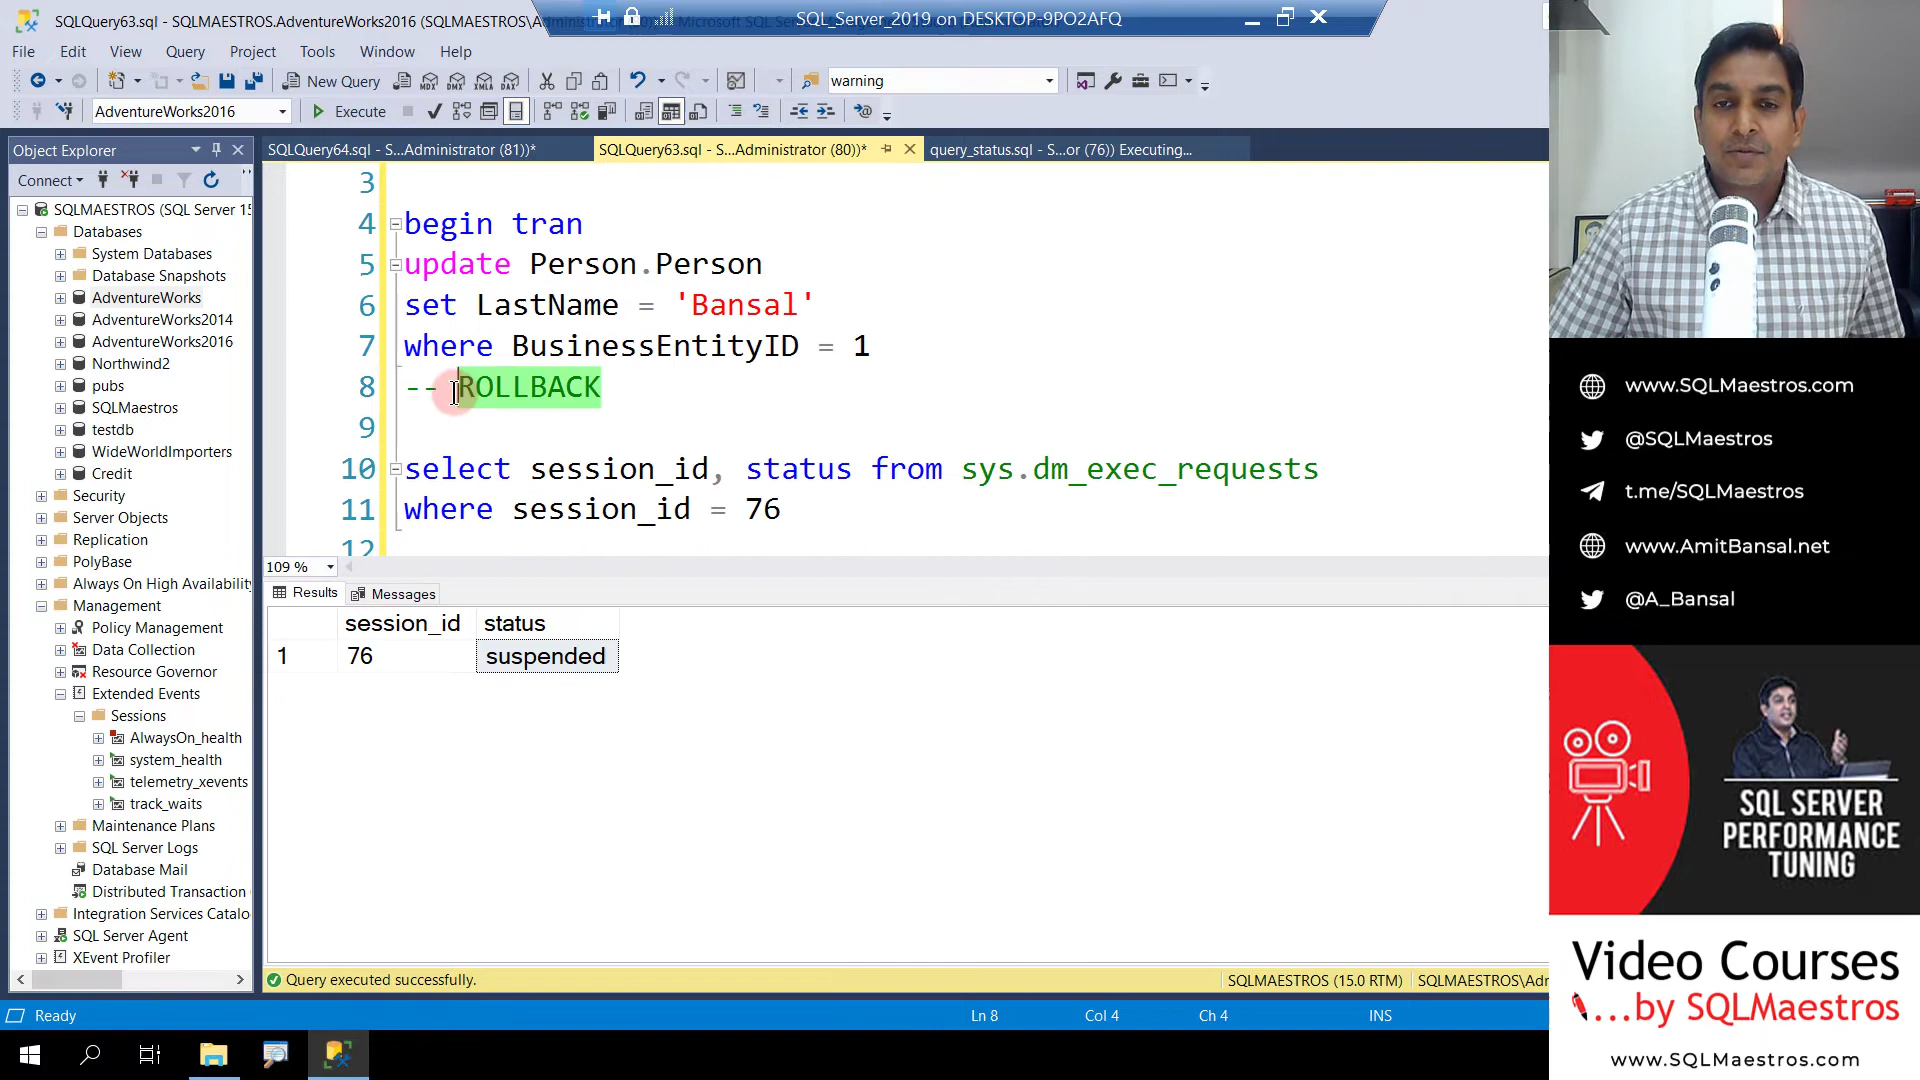 SQLQuery63.sql - SQLMAESTROS.AdventureWorks2016 (SQLMAESTROS\Administrator
SQL_Server_2019 on DESKTOP-9PO2AFQ
File Edit View Query Project Tools Window Help
New Query
MDX DMX XMLA DAX
warning
AdventureWorks2016
Execute
Object Explorer
Connect
SQLMAESTROS (SQL Server 15
Databases
System Databases
Database Snapshots
AdventureWorks
AdventureWorks2014
AdventureWorks2016
Northwind2
pubs
SQLMaestros
testdb
WideWorldImporters
Credit
Security
Server Objects
Replication
PolyBase
Always On High Availabilit
Management
Policy Management
Data Collection
Resource Governor
Extended Events
Sessions
AlwaysOn_health
system_health
telemetry_xevents
track_waits
Maintenance Plans
SQL Server Logs
Database Mail
Distributed Transaction
Integration Services Catalo
SQL Server Agent
XEvent Profiler
SQLQuery64.sql - S...Administrator (81))*
SQLQuery63.sql - S...Administrator (80))*
query_status.sql - S...or (76)) Executing...
3
4 begin tran
5 update Person.Person
6 set LastName = 'Bansal'
7 where BusinessEntityID = 1
8 -- ROLLBACK
9
10 select session_id, status from sys.dm_exec_requests
11 where session_id = 76
12
109 %
Results Messages
session_id status
1 76 suspended
Query executed successfully.
SQLMAESTROS (15.0 RTM)
SQLMAESTROS\Adn
Ready
Ln 8 Col 4 Ch 4 INS
www.SQLMaestros.com
@SQLMaestros
t.me/SQLMaestros
www.AmitBansal.net
@A_Bansal
SQL SERVER
PERFORMANCE
TUNING
Video Courses
...by SQLMaestros
www.SQLMaestros.com